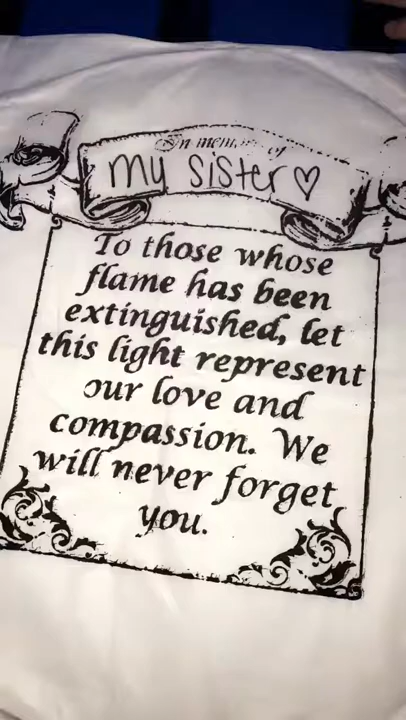 In memory of
my sister ♡
To those whose
flame has been
extinguished, let
this light represent
our love and
compassion. We
will never forget
you.